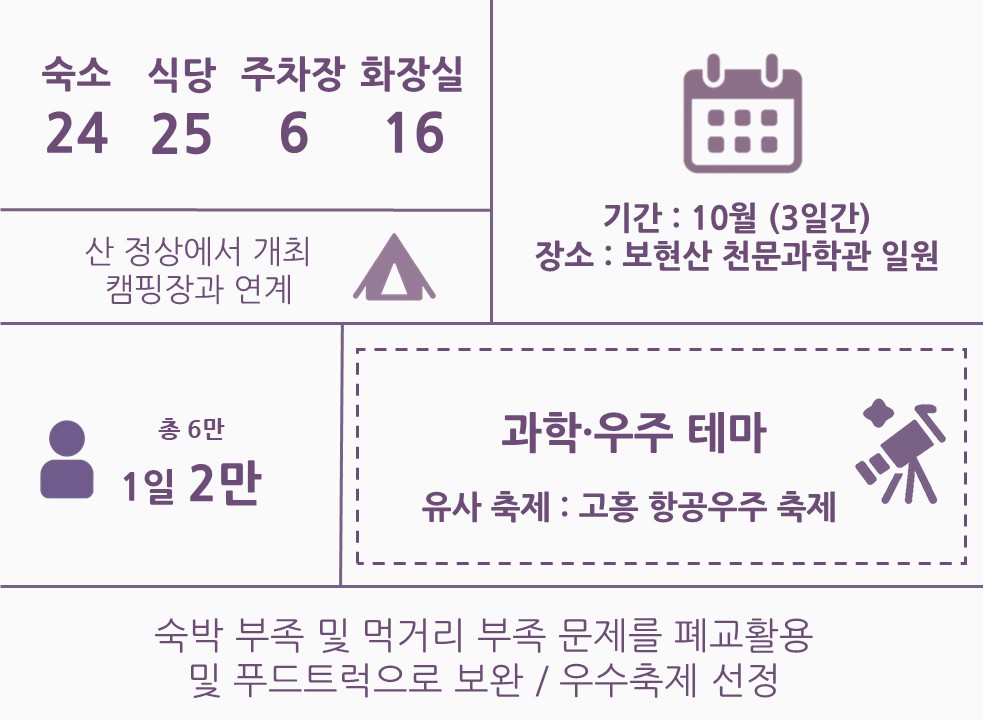 숙소 식당 주차장 화장실
24 25 6 16
기간 : 10월 (3일간)
장소 : 보현산 천문과학관 일원
산 정상에서 개최
캠핑장과 연계
총 6만
1일 2만
과학·우주 테마
유사 축제 : 고흥 항공우주 축제
숙박 부족 및 먹거리 부족 문제를 폐교활용
및 푸드트럭으로 보완 / 우수축제 선정